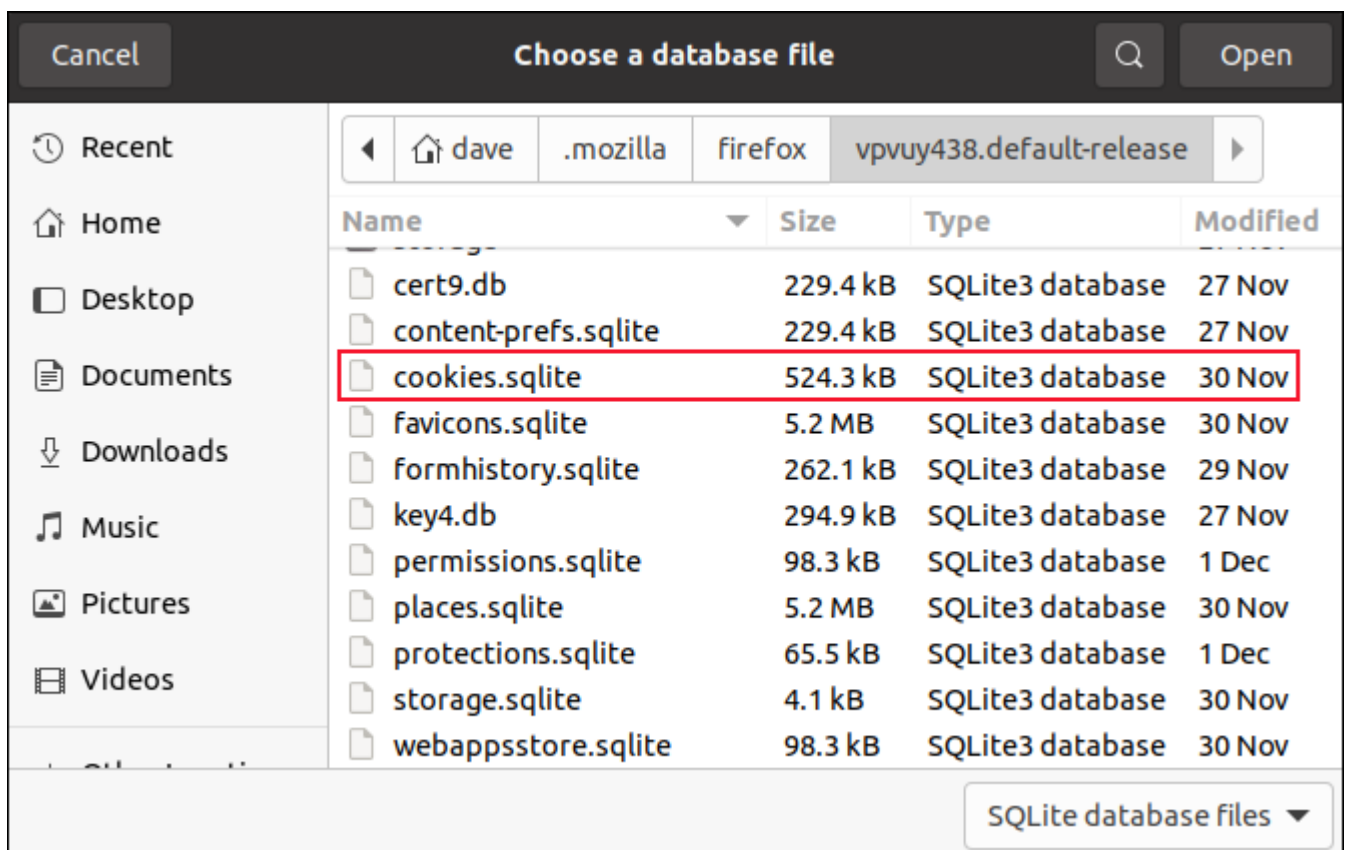 Cancel Choose a database file Open
Recent
Home
Desktop
Documents
Downloads
Music
Pictures
Videos
dave .mozilla firefox vpvuy438.default-release
Name Size Type Modified
cert9.db 229.4 kB SQLite3 database 27 Nov
content-prefs.sqlite 229.4 kB SQLite3 database 27 Nov
cookies.sqlite 524.3 kB SQLite3 database 30 Nov
favicons.sqlite 5.2 MB SQLite3 database 30 Nov
formhistory.sqlite 262.1 kB SQLite3 database 29 Nov
key4.db 294.9 kB SQLite3 database 27 Nov
permissions.sqlite 98.3 kB SQLite3 database 1 Dec
places.sqlite 5.2 MB SQLite3 database 30 Nov
protections.sqlite 65.5 kB SQLite3 database 1 Dec
storage.sqlite 4.1 kB SQLite3 database 30 Nov
webappsstore.sqlite 98.3 kB SQLite3 database 30 Nov
SQLite database files